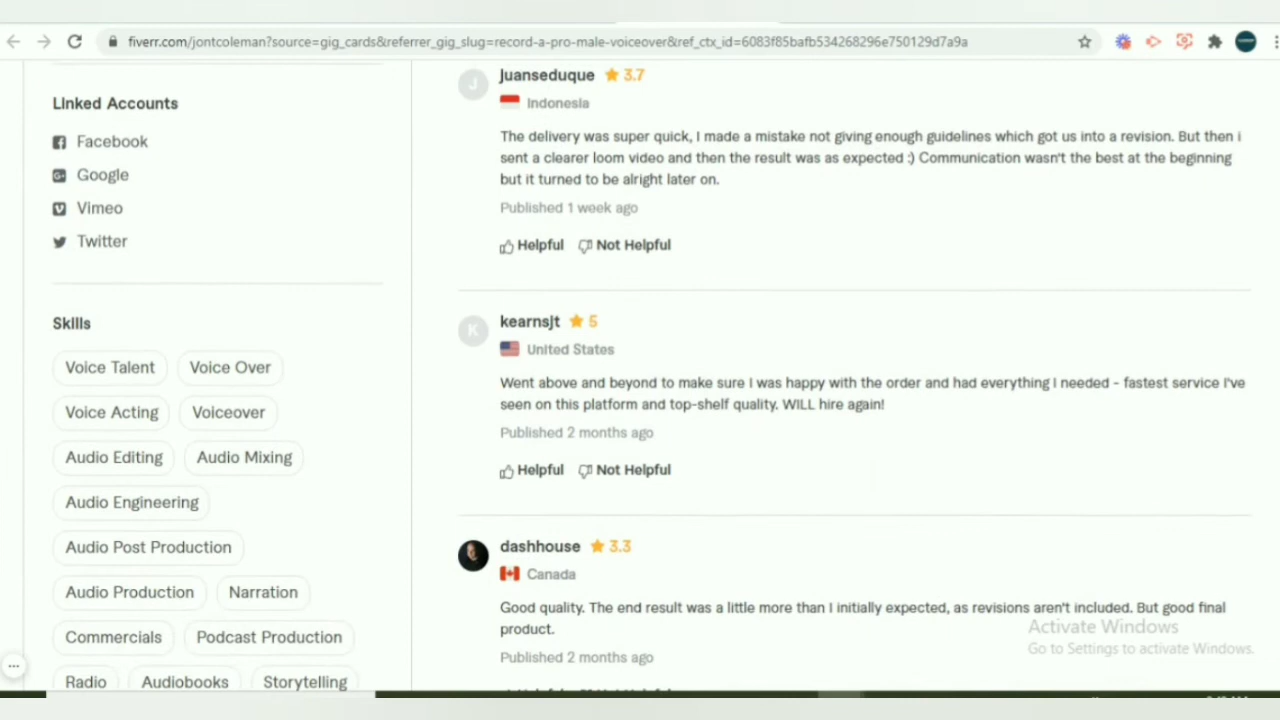 fiverr.com/jontcoleman?source=gig_cards&referrer_gig_slug=record-a-pro-male-voiceover&ref_ctx_id=6083f85bafb534268296e750129d7a9a
Linked Accounts
Facebook
Google
Vimeo
Twitter
Skills
Voice Talent
Voice Over
Voice Acting
Voiceover
Audio Editing
Audio Mixing
Audio Engineering
Audio Post Production
Audio Production
Narration
Commercials
Podcast Production
Radio
Audiobooks
Storytelling
J
juanseduque 3.7
Indonesia
The delivery was super quick, I made a mistake not giving enough guidelines which got us into a revision. But then i
sent a clearer loom video and then the result was as expected :) Communication wasn't the best at the beginning
but it turned to be alright later on.
Published 1 week ago
Helpful Not Helpful
K
kearnsjt 5
United States
Went above and beyond to make sure I was happy with the order and had everything I needed - fastest service I've
seen on this platform and top-shelf quality. WILL hire again!
Published 2 months ago
Helpful Not Helpful
dashhouse 3.3
Canada
Good quality. The end result was a little more than I initially expected, as revisions aren't included. But good final
product.
Published 2 months ago
Activate Windows
Go to Settings to activate Windows.